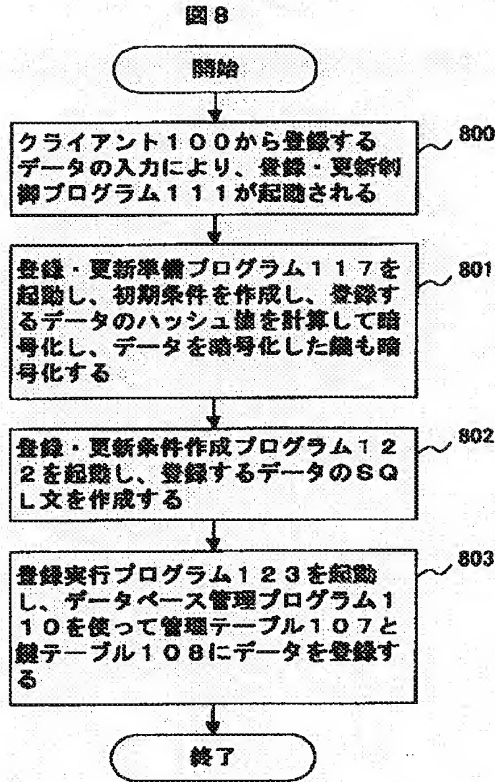 図8
開始
クライアント100から登録する
データの入力により、登録・更新制
御プログラム111が起動される
800
登録・更新準備プログラム117を
起動し、初期条件を作成し、登録す
るデータのハッシュ値を計算して暗
号化し、データを暗号化した鍵も暗
号化する
801
登録・更新条件作成プログラム12
2を起動し、登録するデータのSQ
L文を作成する
802
登録実行プログラム123を起動
し、データベース管理プログラム1
10を使って管理テーブル107と
鍵テーブル108にデータを登録す
る
803
終了